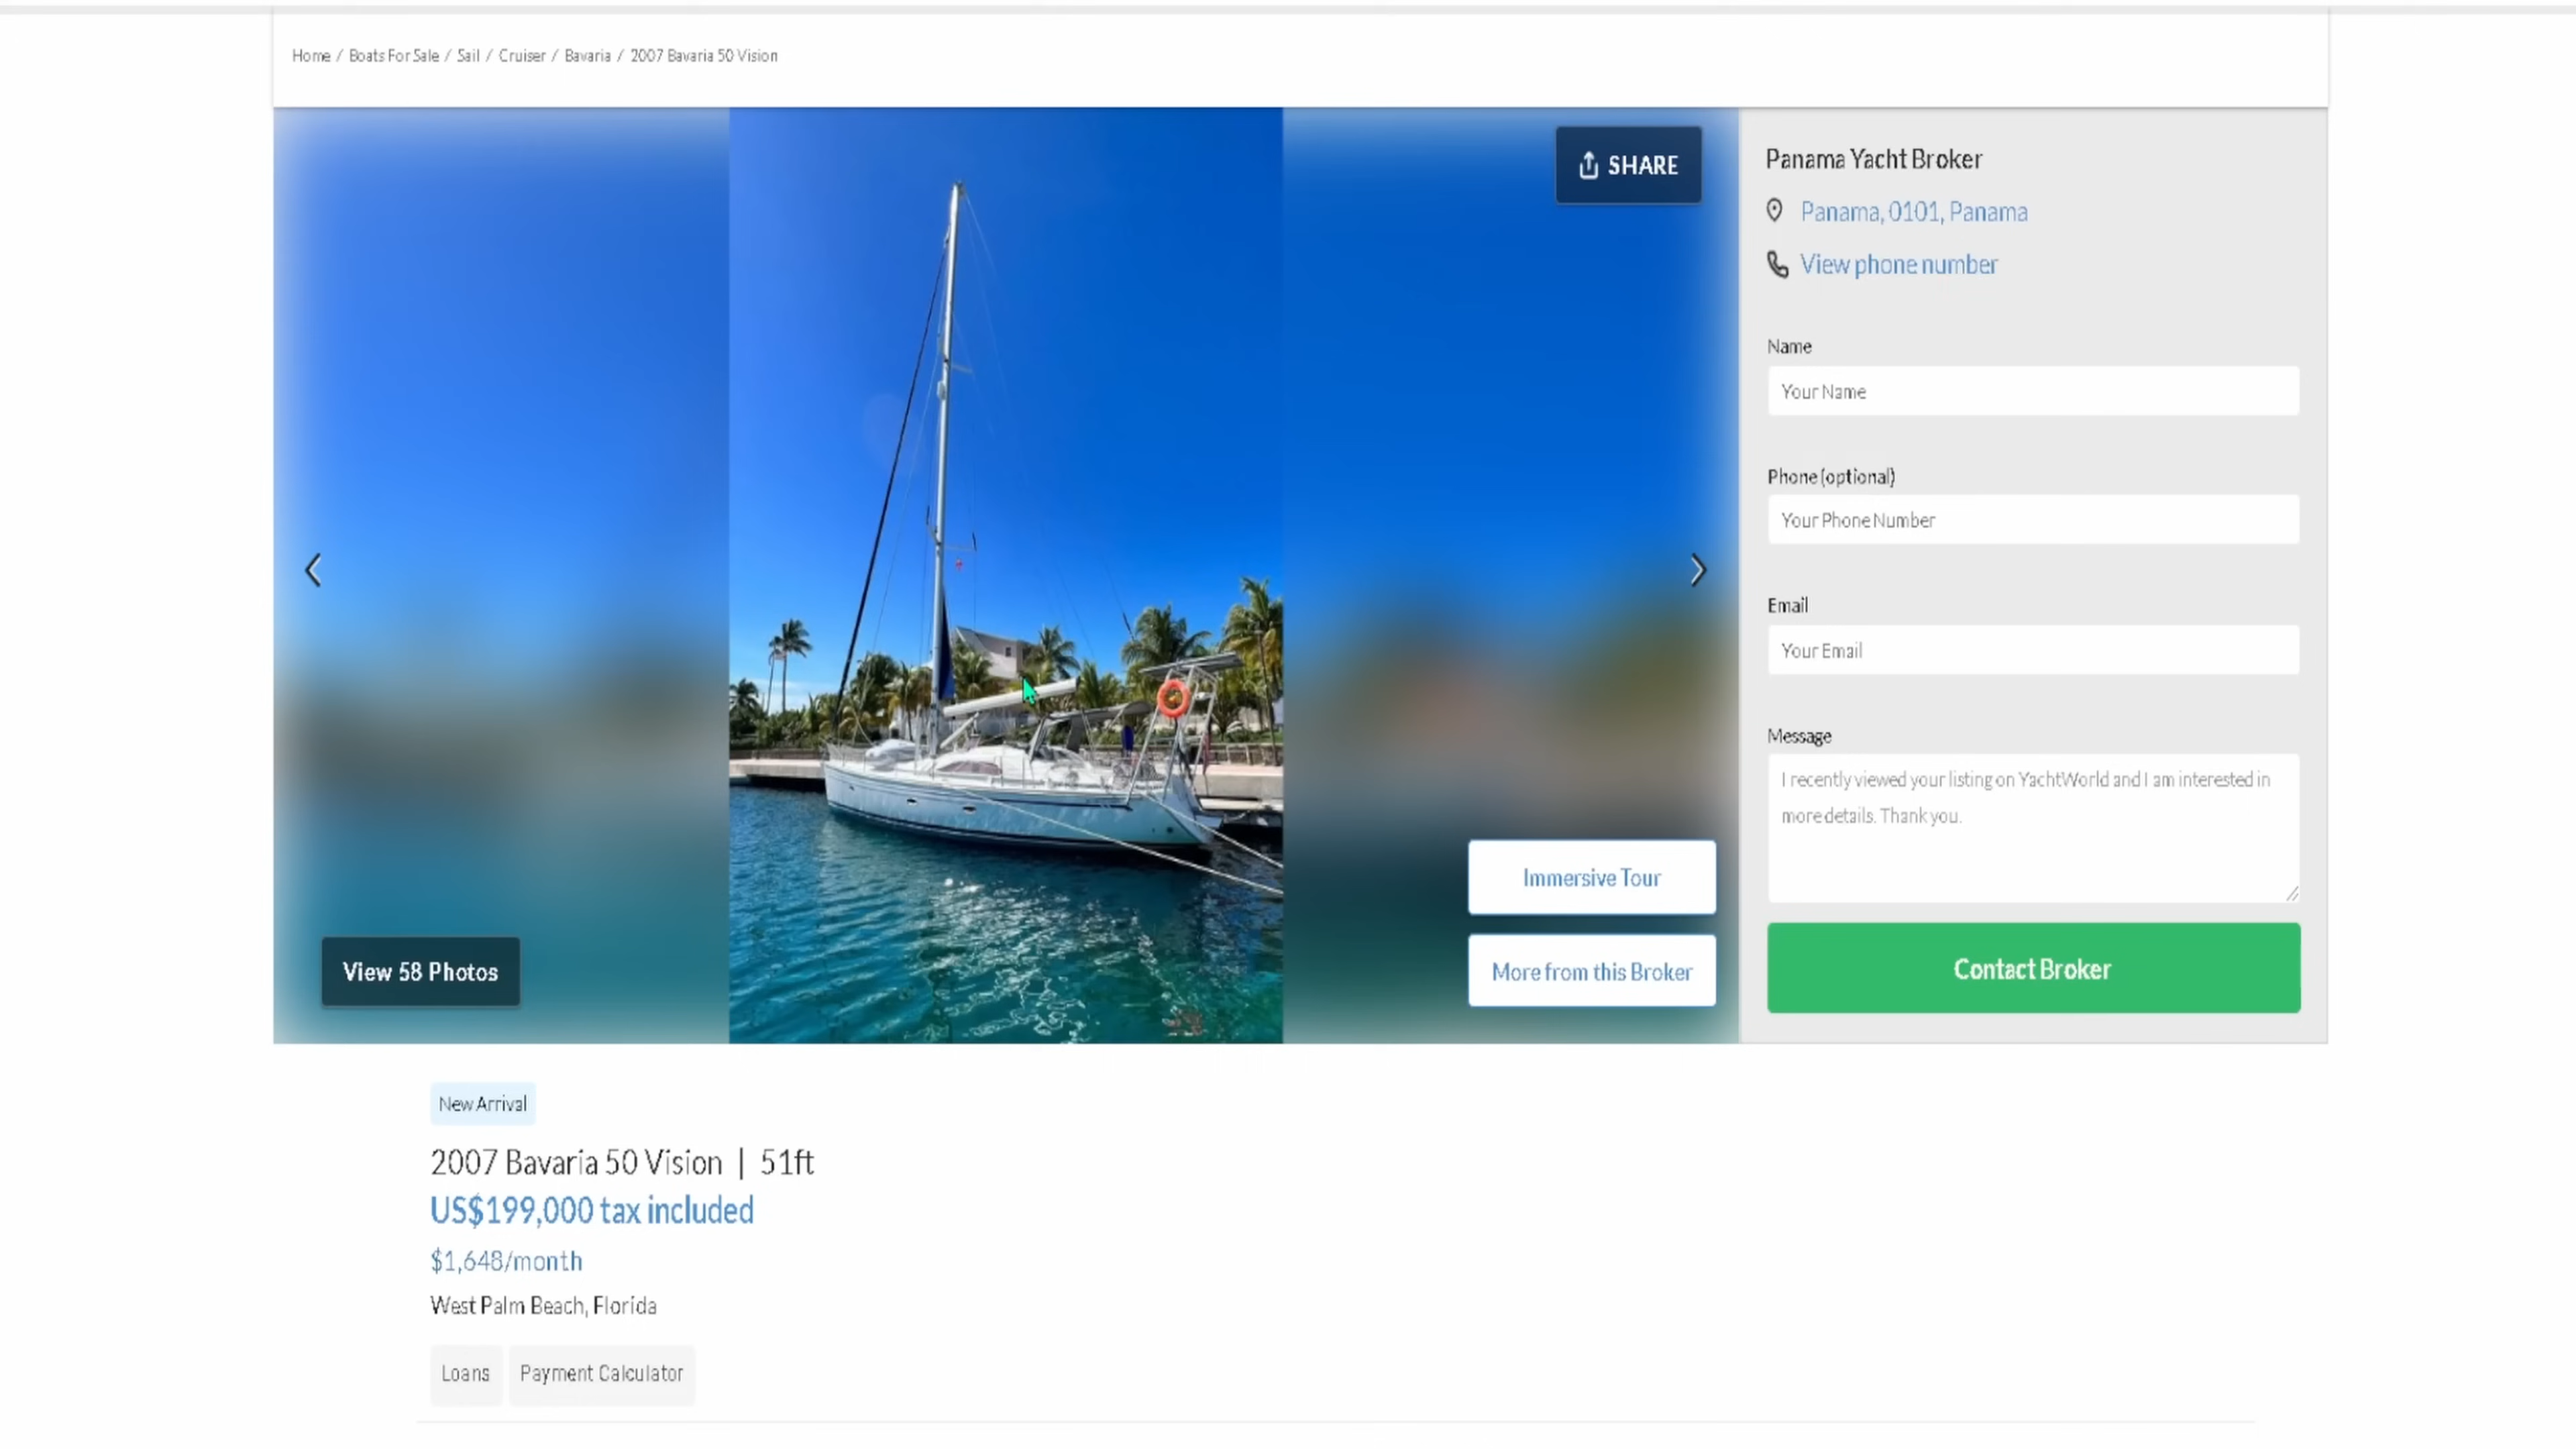 Home / Boats For Sale / Sail / Cruiser / Bavaria / 2007 Bavaria 50 Vision
SHARE
Immersive Tour
More from this Broker
View 58 Photos
Panama Yacht Broker
Panama, 0101, Panama
View phone number
Name
Your Name
Phone (optional)
Your Phone Number
Email
Your Email
Message
I recently viewed your listing on YachtWorld and I am interested in
more details. Thank you.
Contact Broker
New Arrival
2007 Bavaria 50 Vision | 51ft
US$199,000 tax included
$1,648/month
West Palm Beach, Florida
Loans
Payment Calculator